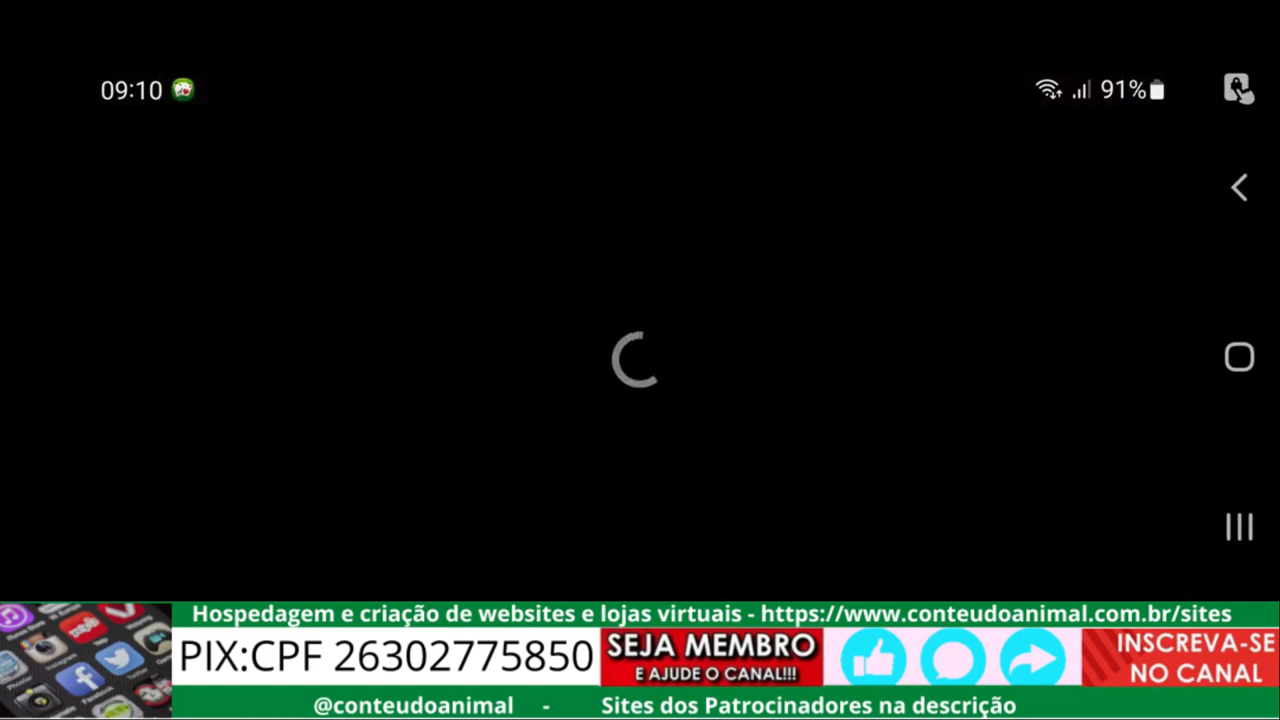 09:10
91%
Hospedagem e criação de websites e lojas virtuais - https://www.conteudoanimal.com.br/sites
PIX:CPF 26302775850
SEJA MEMBRO
E AJUDE O CANAL!!!
INSCREVA-SE
NO CANAL
@conteudoanimal - Sites dos Patrocinadores na descrição